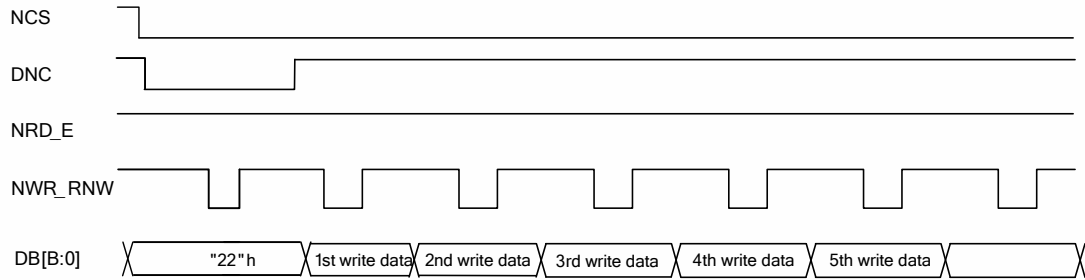 NCS
DNC
NRD_E
NWR_RNW
DB[B:0] "22"h 1st write data 2nd write data 3rd write data 4th write data 5th write data